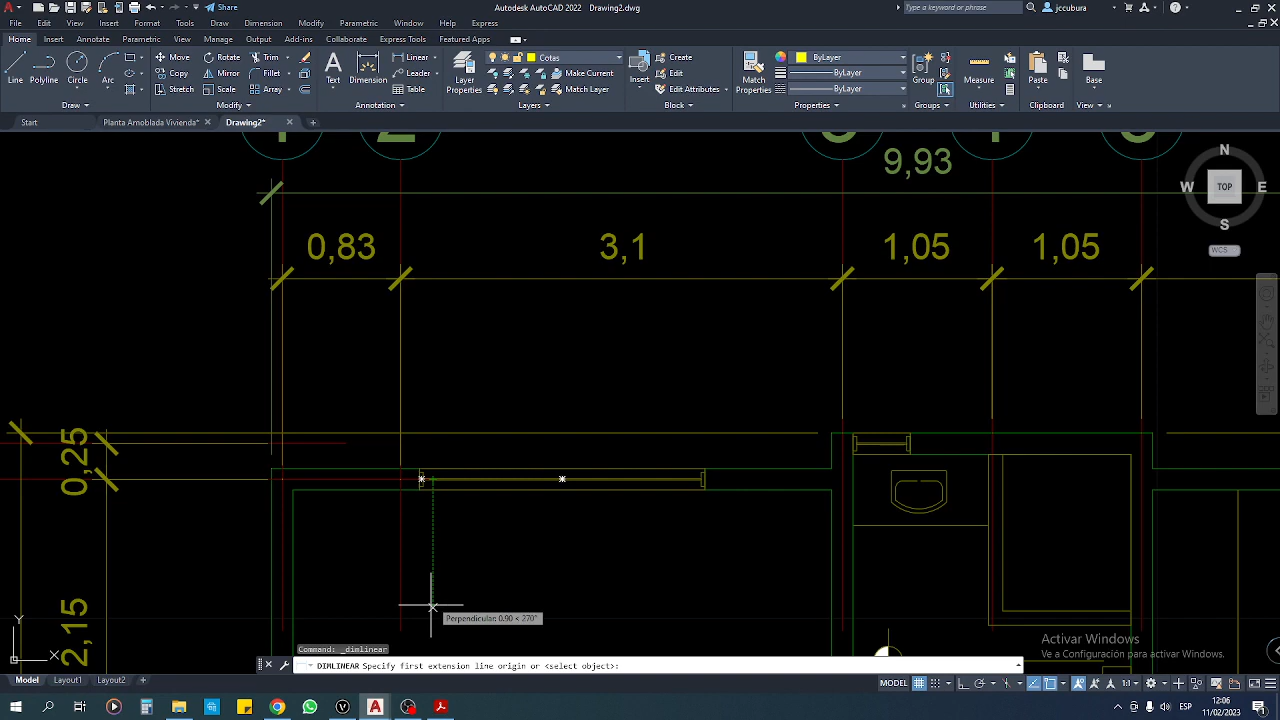 Share
Autodesk AutoCAD 2022 Drawing2.dwg
Type a keyword or phrase
jccubura
File Edit View Insert Format Tools Draw Dimension Modify Parametric Window Help Express
Home Insert Annotate Parametric View Manage Output Add-ins Collaborate Express Tools Featured Apps
Line Polyline Circle Arc
Move Rotate Trim
Copy Mirror Fillet
Stretch Scale Array
Text Dimension
Linear
Leader
Table
Layer Properties
Cotas
Make Current
Match Layer
Insert
Create
Edit
Edit Attributes
Match Properties
ByLayer
ByLayer
ByLayer
Group
Measure
Paste
Base
Draw Modify Annotation Layers Block Properties Groups Utilities Clipboard View
Start Planta Amoblada Vivienda* Drawing2*
9,93
0,83 3,1 1,05 1,05
N
W TOP E
S
WCS
0,25
2,15
Y
X
Perpendicular: 0.90 < 270°
Activar Windows
Ve a Configuración para activar Windows.
Command: _dimlinear
DIMLINEAR Specify first extension line origin or <select object>:
Model Layout1 Layout2
MODEL
1:1
ESP
12:06
11/02/2023